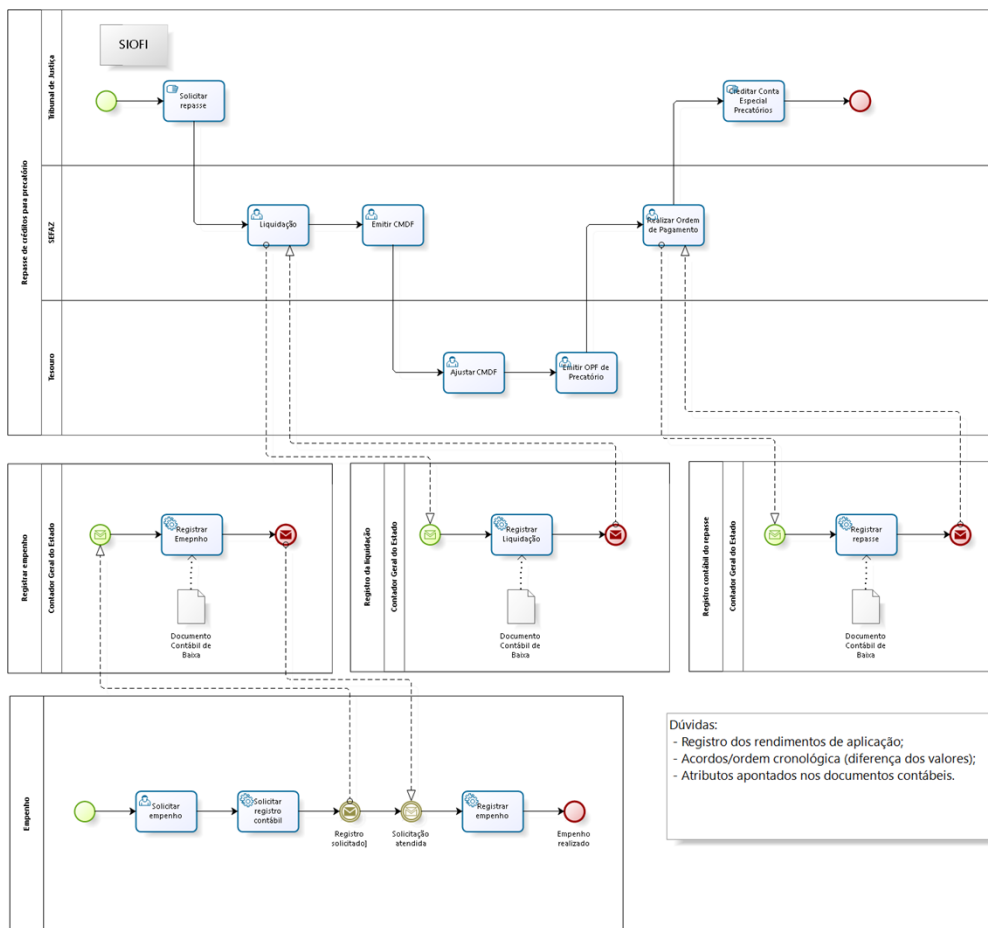 SIOFI
Repasse de créditos para precatório
Tribunal de Justiça
Solicitar
repasse
Creditar Conta
Especial
Precatórios
SEFAZ
Liquidação
Emitir CMDF
Realizar Ordem
de Pagamento
Tesouro
Ajustar CMDF
Emitir OPF de
Precatório
Registrar empenho
Contador Geral do Estado
Registrar
Emepnho
Documento
Contábil de
Baixa
Registro da liquidação
Contador Geral do Estado
Registrar
Liquidação
Documento
Contábil de
Baixa
Registro contábil do repasse
Contador Geral do Estado
Registrar
repasse
Documento
Contábil de
Baixa
Empenho
Solicitar
empenho
Solicitar
registro
contábil
Registro
solicitado]
Solicitação
atendida
Registrar
empenho
Empenho
realizado
Dúvidas:
- Registro dos rendimentos de aplicação;
- Acordos/ordem cronológica (diferença dos valores);
- Atributos apontados nos documentos contábeis.